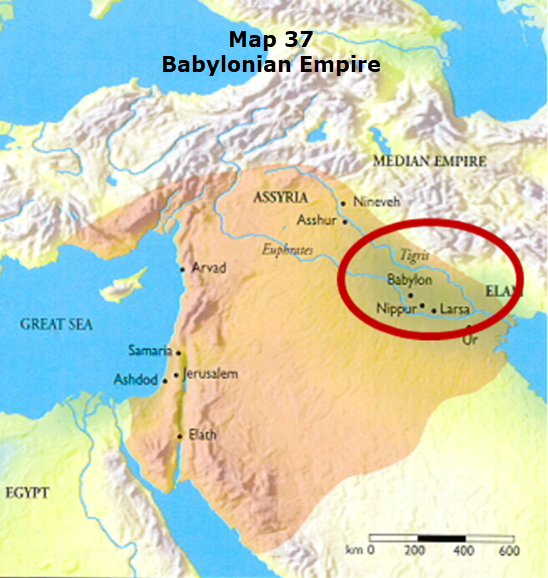 Map 37
Babylonian Empire
MEDIAN EMPIRE
ASSYRIA
Nineveh
Asshur
Euphrates
Tigris
Arvad
Babylon
ELAM
Nippur
Larsa
GREAT SEA
Ur
Samaria
Jerusalem
Ashdod
Elath
EGYPT
km 0 200 400 600